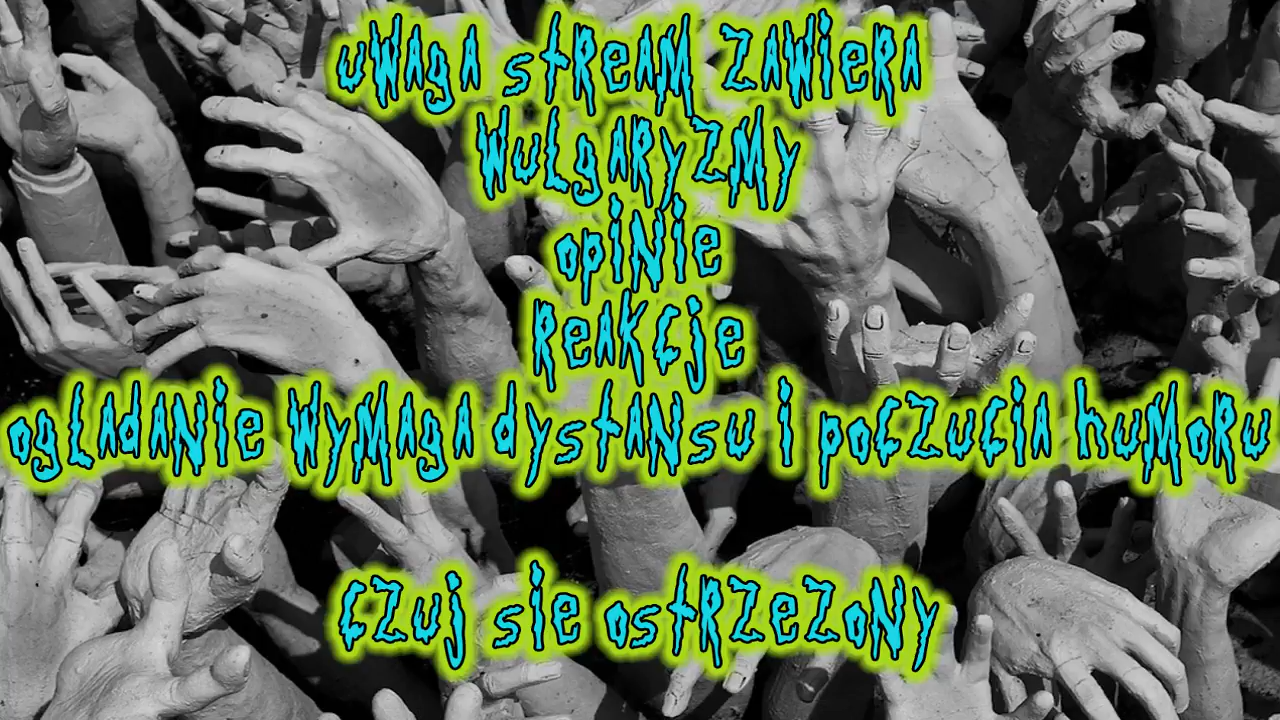 uwaga stream zawiera
wulgaryzmy
opinie
reakcje
ogladanie wymaga dystansu i poczucia humoru
czuj sie ostrzezony